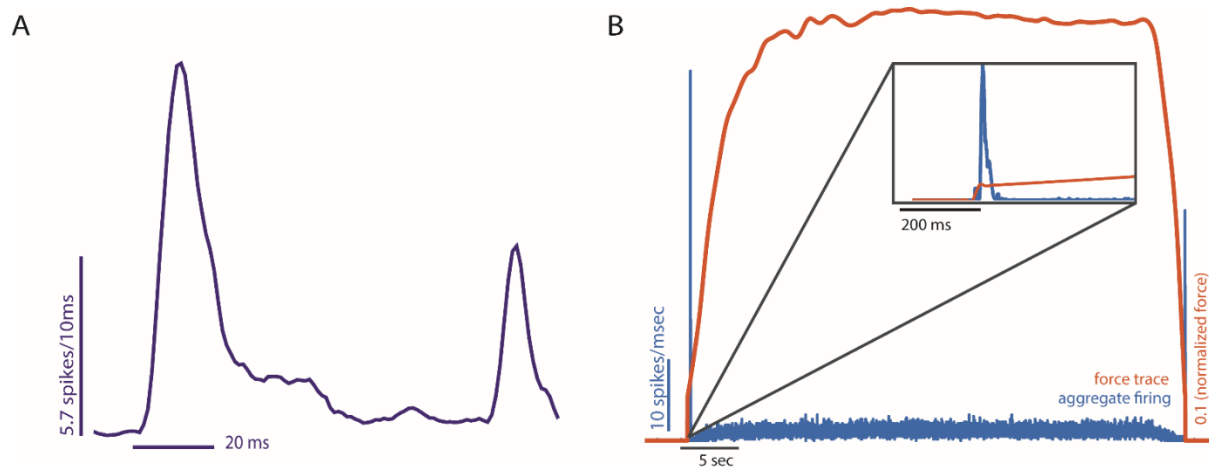 A
5.7 spikes/10ms
20 ms
B
200 ms
10 spikes/msec
force trace
aggregate firing
0.1 (normalized force)
5 sec